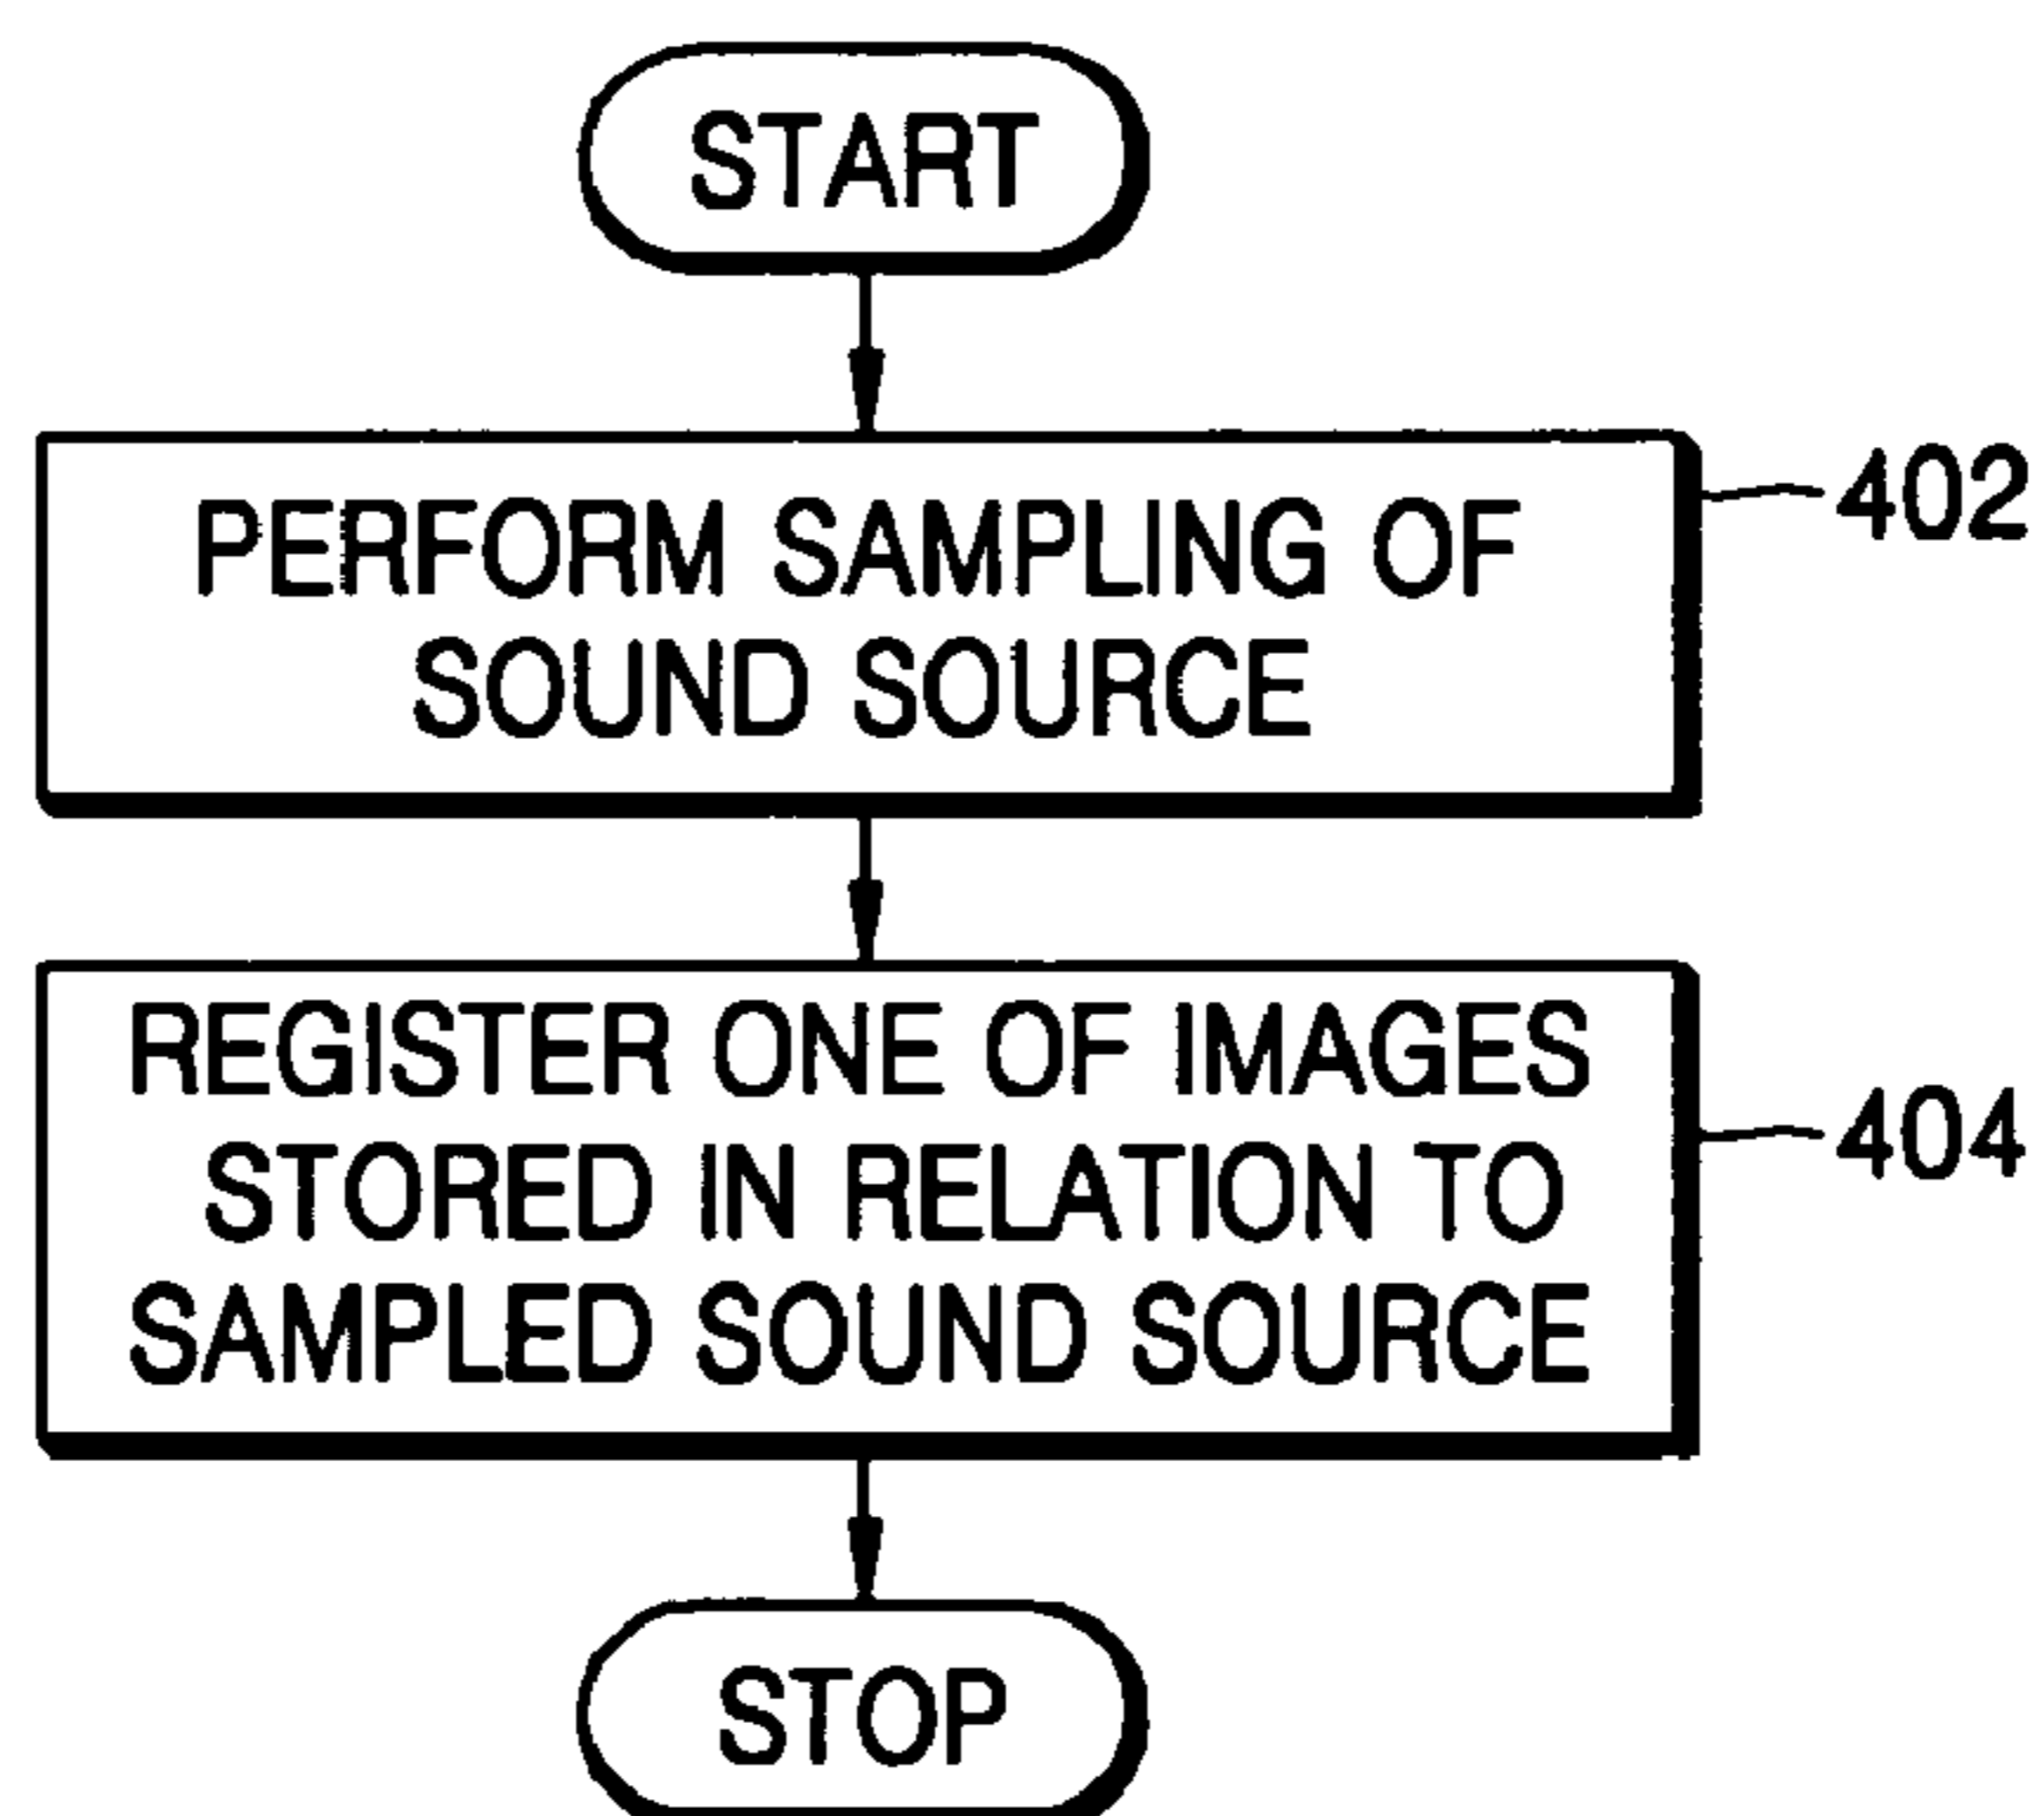 START
PERFORM SAMPLING OF
SOUND SOURCE
402
REGISTER ONE OF IMAGES
STORED IN RELATION TO
SAMPLED SOUND SOURCE
404
STOP